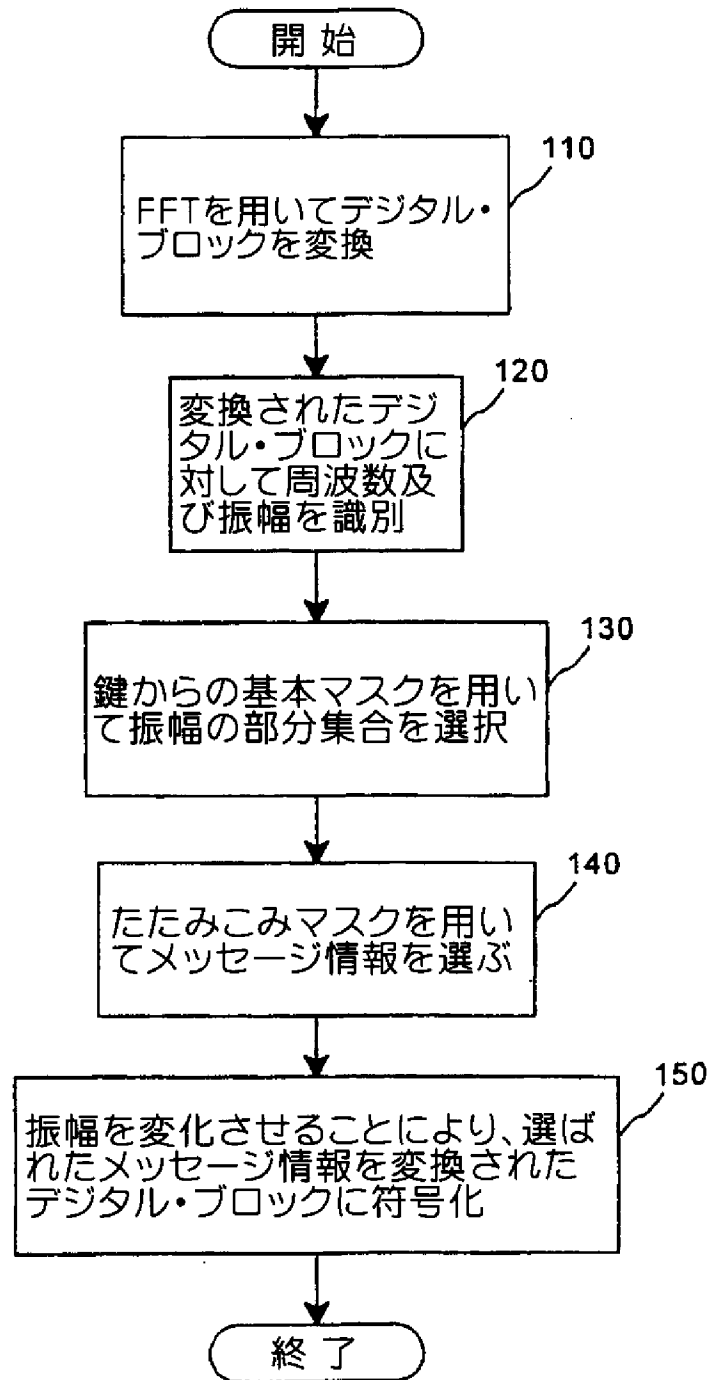 開始
110
FFTを用いてデジタル・
ブロックを変換
120
変換されたデジ
タル・ブロックに
対して周波数及
び振幅を識別
130
鍵からの基本マスクを用い
て振幅の部分集合を選択
140
たたみこみマスクを用い
てメッセージ情報を選ぶ
150
振幅を変化させることにより、選ば
れたメッセージ情報を変換された
デジタル・ブロックに符号化
終了